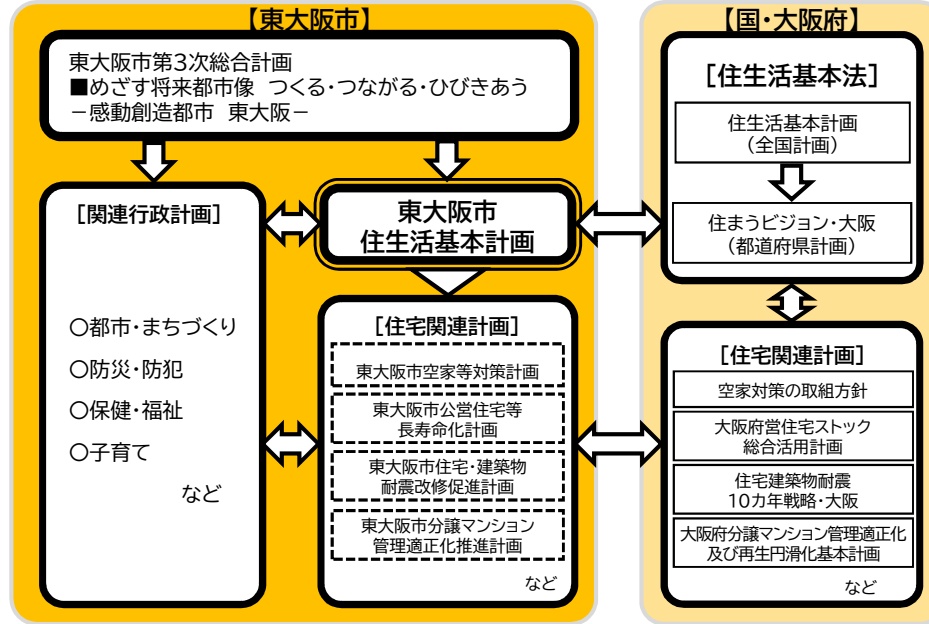 【東大阪市】
東大阪市第3次総合計画
■めざす将来都市像 つくる・つながる・ひびきあう
－感動創造都市 東大阪－
[関連行政計画]
○都市・まちづくり
○防災・防犯
○保健・福祉
○子育て
など
東大阪市
住生活基本計画
[住宅関連計画]
東大阪市空家等対策計画
東大阪市公営住宅等
長寿命化計画
東大阪市住宅・建築物
耐震改修促進計画
東大阪市分譲マンション
管理適正化推進計画
など
【国・大阪府】
[住生活基本法]
住生活基本計画
(全国計画)
住まうビジョン・大阪
(都道府県計画)
[住宅関連計画]
空家対策の取組方針
大阪府営住宅ストック
総合活用計画
住宅建築物耐震
10カ年戦略・大阪
大阪府分譲マンション管理適正化
及び再生円滑化基本計画
など